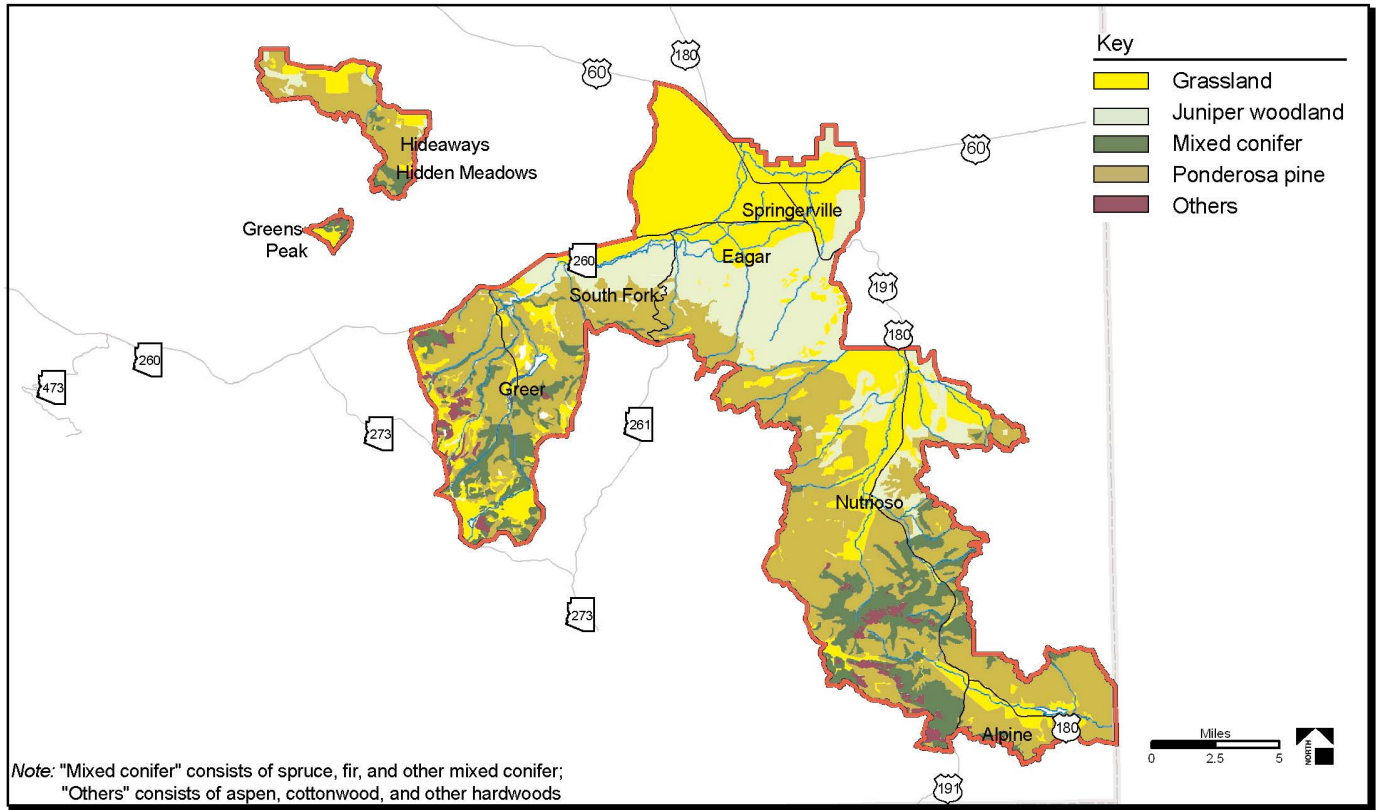 180
60
Key
Grassland
Juniper woodland
Mixed conifer
Ponderosa pine
Others
Hideaways
Hidden Meadows
60
Springerville
Greens
Peak
Eagar
260
191
South Fork
180
260
473
Greer
273
261
Nutrioso
273
Alpine
180
Miles
0 2.5 5
NORTH
191
Note: "Mixed conifer" consists of spruce, fir, and other mixed conifer;
"Others" consists of aspen, cottonwood, and other hardwoods